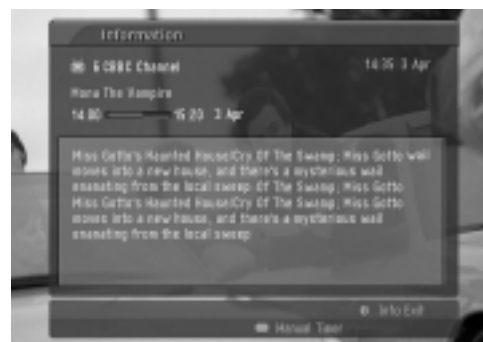 Information
6 CBBC Channel
14:35 3 Apr
Mona The Vampire
14:00 15:20 3 Apr
Miss Gotto's Haunted House/Cry Of The Swamp; Miss Gotto wail
moves into a new house, and there's a mysterious wail
emanating from the local sweep Of The Swamp; Miss Gotto
Miss Gotto's Haunted House/Cry Of The Swamp; Miss Gotto
moves into a new house, and there's a mysterious wail
emanating from the local sweep
Info Exit
Manual Timer